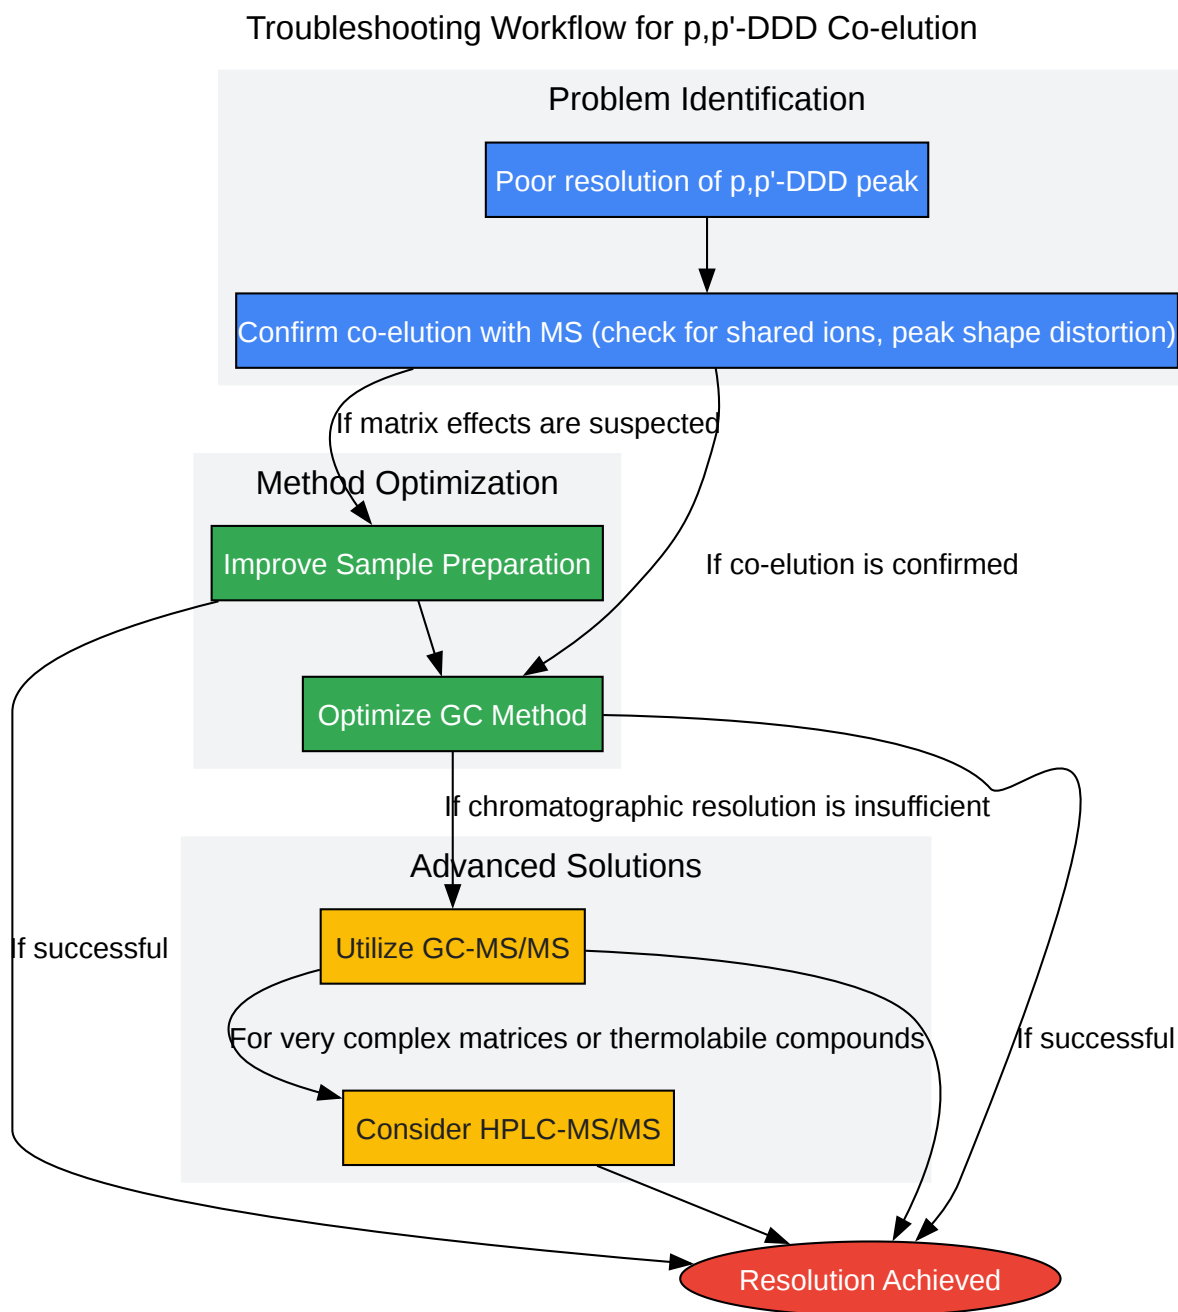 Troubleshooting Workflow for p,p'-DDD Co-elution
Problem Identification
Poor resolution of p,p'-DDD peak
Confirm co-elution with MS (check for shared ions, peak shape distortion)
If matrix effects are suspected
Method Optimization
Improve Sample Preparation
If co-elution is confirmed
Optimize GC Method
If chromatographic resolution is insufficient
Advanced Solutions
Utilize GC-MS/MS
If successful
For very complex matrices or thermolabile compounds
If successful
Consider HPLC-MS/MS
Resolution Achieved